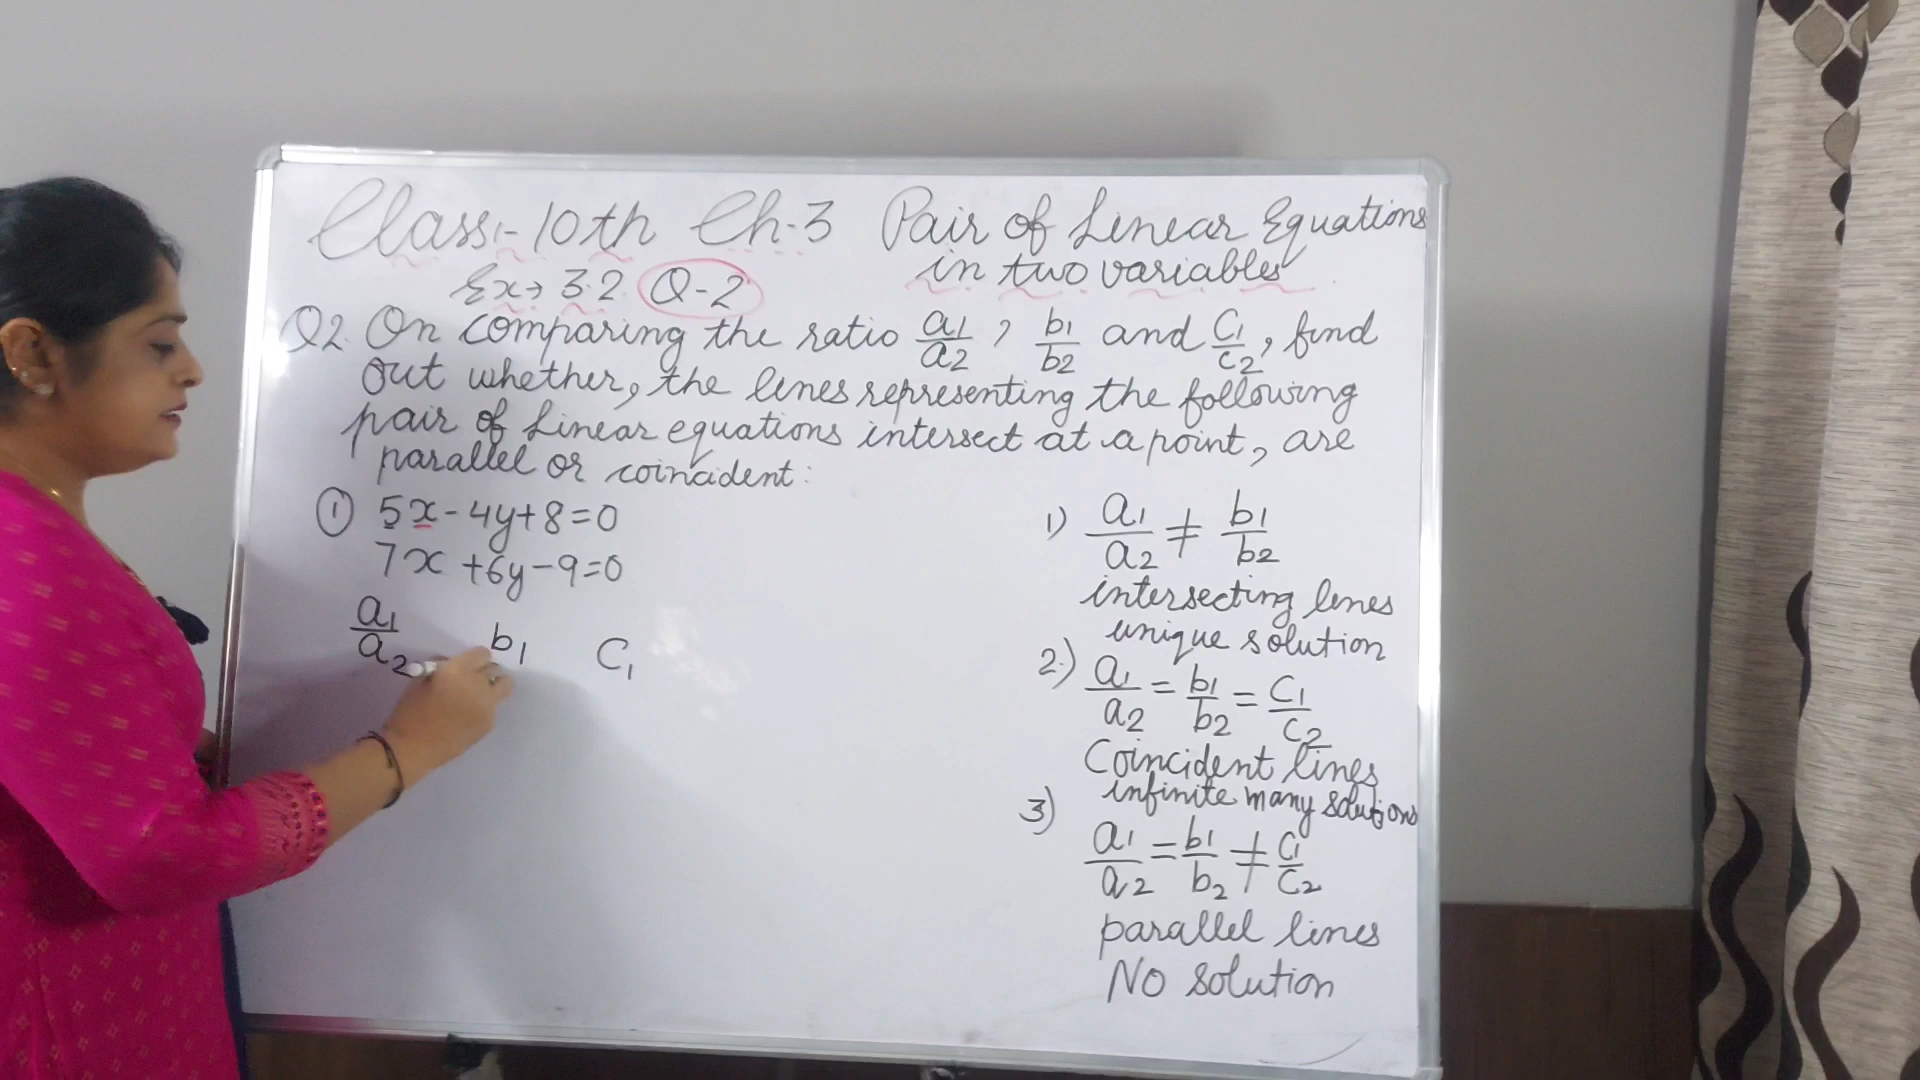 Class:- 10th Ch-3 Pair of Linear Equations
in two variables
Ex→ 3.2 Q-2
Q2. On comparing the ratio a1/a2, b1/b2 and C1/C2, find
out whether, the lines representing the following
pair of Linear equations intersect at a point, are
parallel or coincident:
① 5x - 4y + 8 = 0
7x + 6y - 9 = 0
a1/a2 b1 C1
1) a1/a2 ≠ b1/b2
intersecting lines
unique solution
2) a1/a2 = b1/b2 = C1/C2
Coincident lines
infinite many solutions
3) a1/a2 = b1/b2 ≠ C1/C2
parallel lines
No solution